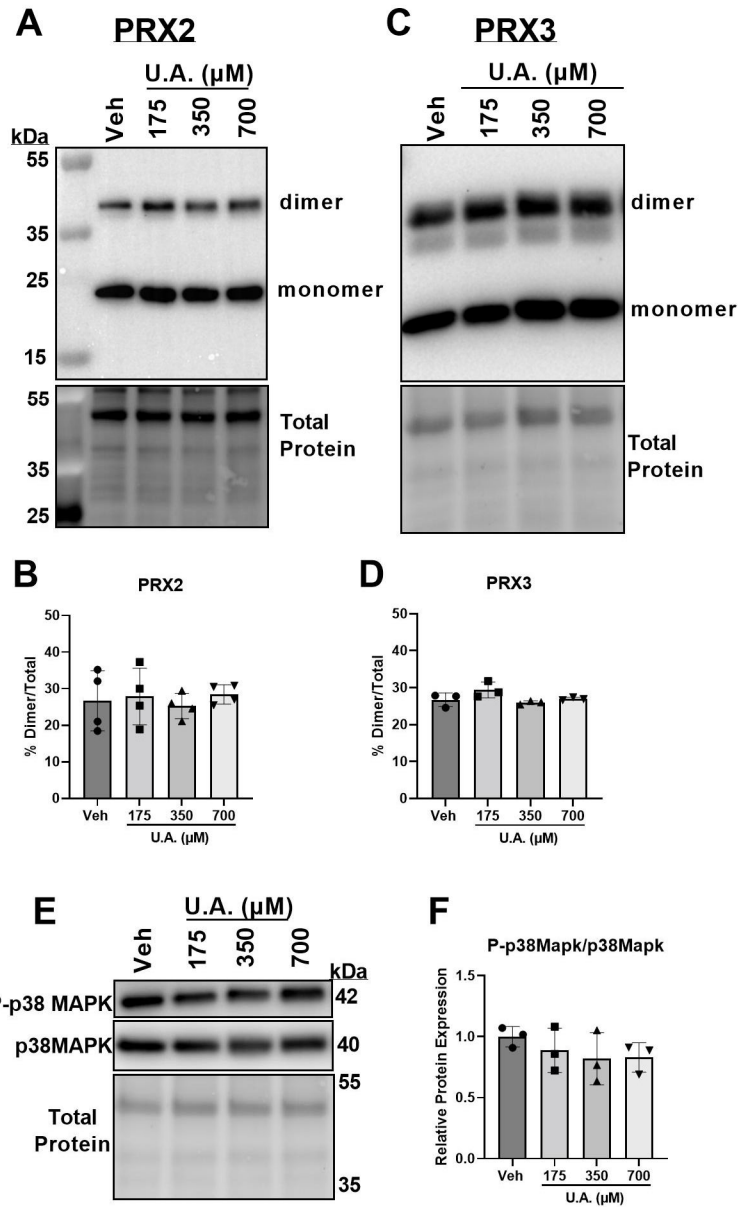 A PRX2
U.A. (µM)
kDa Veh 175 350 700
55
dimer
35
25
monomer
15
55
Total
Protein
35
25
C PRX3
U.A. (µM)
Veh 175 350 700
dimer
monomer
Total
Protein
B
PRX2
% Dimer/Total
50
40
30
20
10
0
Veh 175 350 700
U.A. (µM)
D
PRX3
% Dimer/Total
50
40
30
20
10
0
Veh 175 350 700
U.A. (µM)
E
U.A. (µM)
Veh 175 350 700
kDa
P-p38 MAPK 42
p38MAPK 40
55
Total
Protein
35
F
P-p38Mapk/p38Mapk
Relative Protein Expression
1.5
1.0
0.5
0.0
Veh 175 350 700
U.A. (µM)